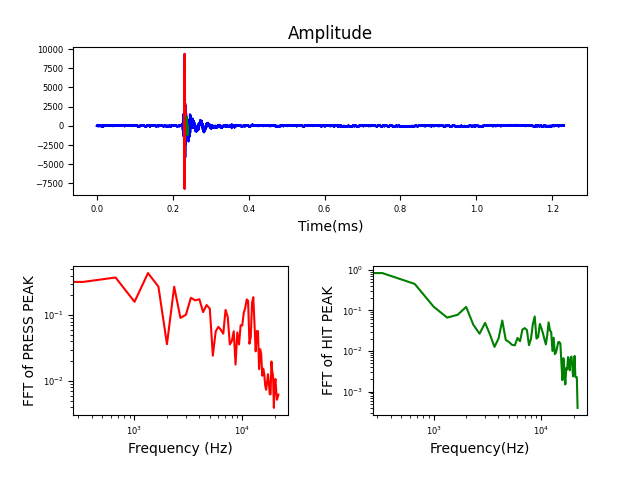 Amplitude
10000
7500
5000
2500
0
−2500
−5000
−7500
0.0 0.2 0.4 0.6 0.8 1.0 1.2
Time(ms)
FFT of PRESS PEAK
10⁻¹
10⁻²
10³ 10⁴
Frequency (Hz)
FFT of HIT PEAK
10⁰
10⁻¹
10⁻²
10⁻³
10³ 10⁴
Frequency(Hz)